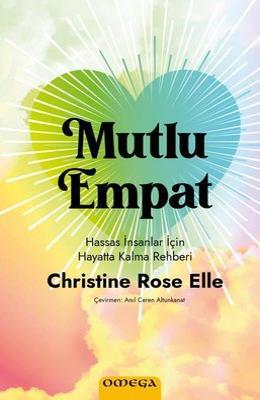 Mutlu
Empat
Hassas İnsanlar İçin
Hayatta Kalma Rehberi
Christine Rose Elle
Çevirmen: Anıl Ceren Altunkanat
OMEGA